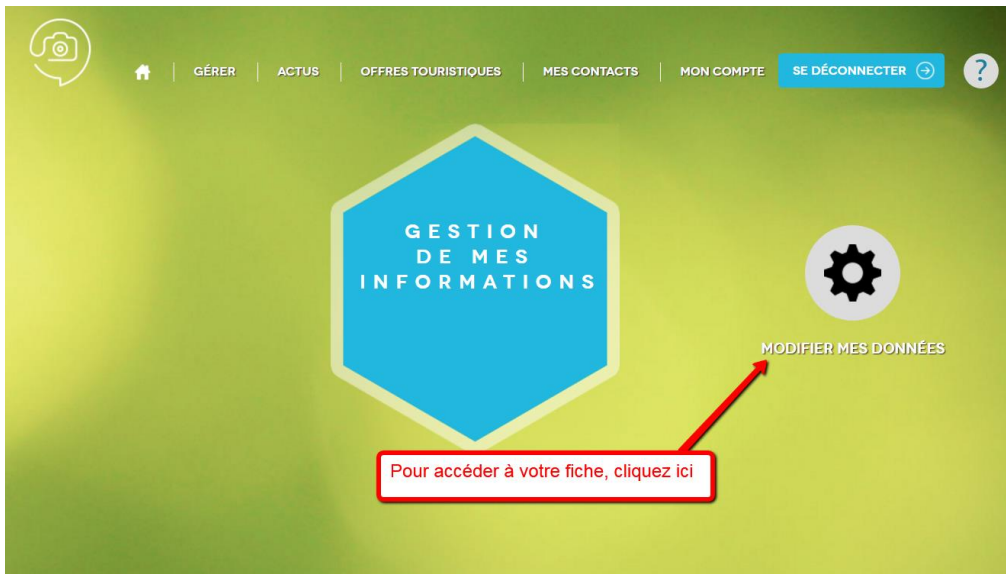 GÉRER
ACTUS
OFFRES TOURISTIQUES
MES CONTACTS
MON COMPTE
SE DÉCONNECTER
?
GESTION
DE MES
INFORMATIONS
MODIFIER MES DONNÉES
Pour accéder à votre fiche, cliquez ici